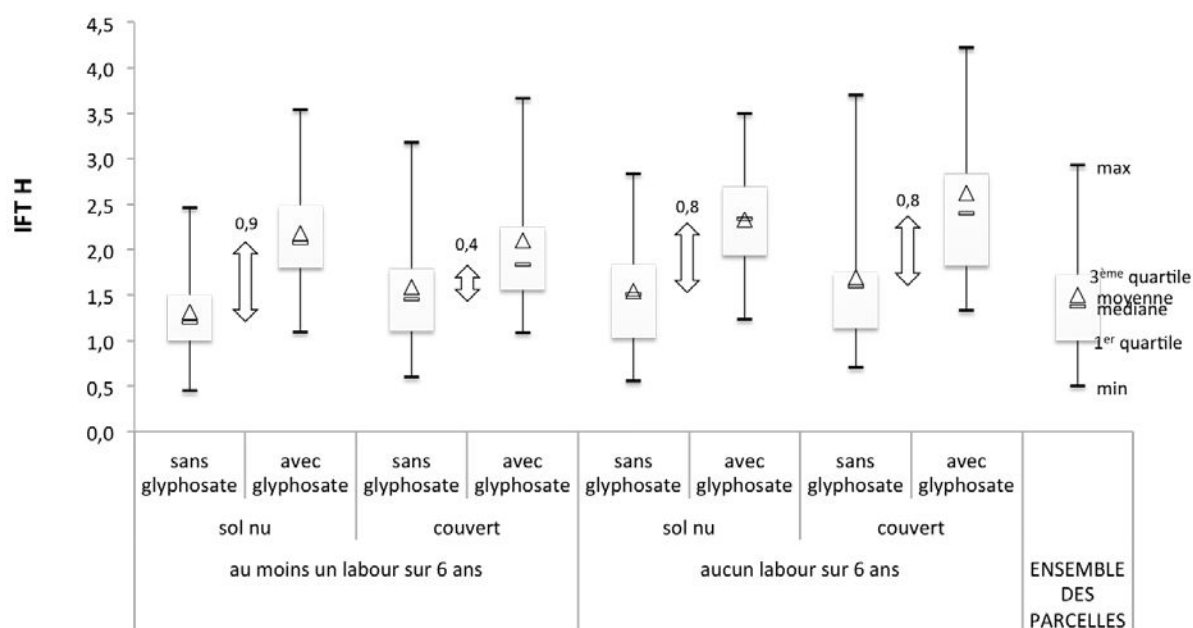 4,5
4,0
3,5
3,0
2,5
2,0
1,5
1,0
0,5
0,0
IFT H
0,9
0,4
0,8
0,8
max
3ème quartile
moyenne
médiane
1er quartile
min
sans glyphosate
avec glyphosate
sans glyphosate
avec glyphosate
sans glyphosate
avec glyphosate
sans glyphosate
avec glyphosate
sol nu
couvert
sol nu
couvert
au moins un labour sur 6 ans
aucun labour sur 6 ans
ENSEMBLE
DES
PARCELLES